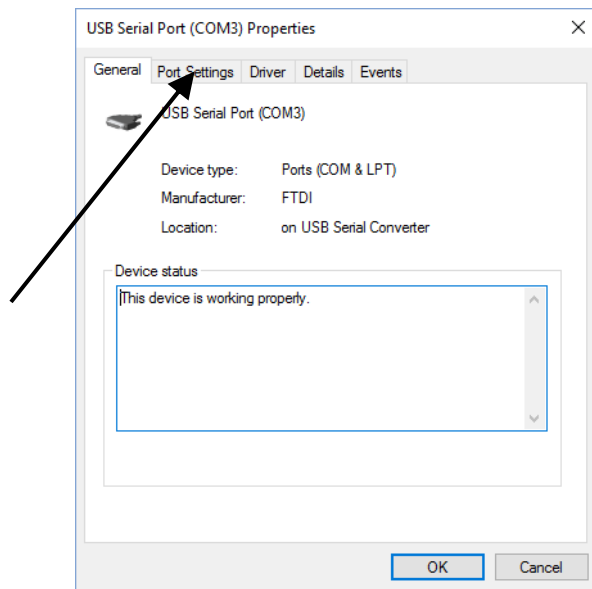 USB Serial Port (COM3) Properties
General Port Settings Driver Details Events
USB Serial Port (COM3)
Device type: Ports (COM & LPT)
Manufacturer: FTDI
Location: on USB Serial Converter
Device status
This device is working properly.
OK Cancel